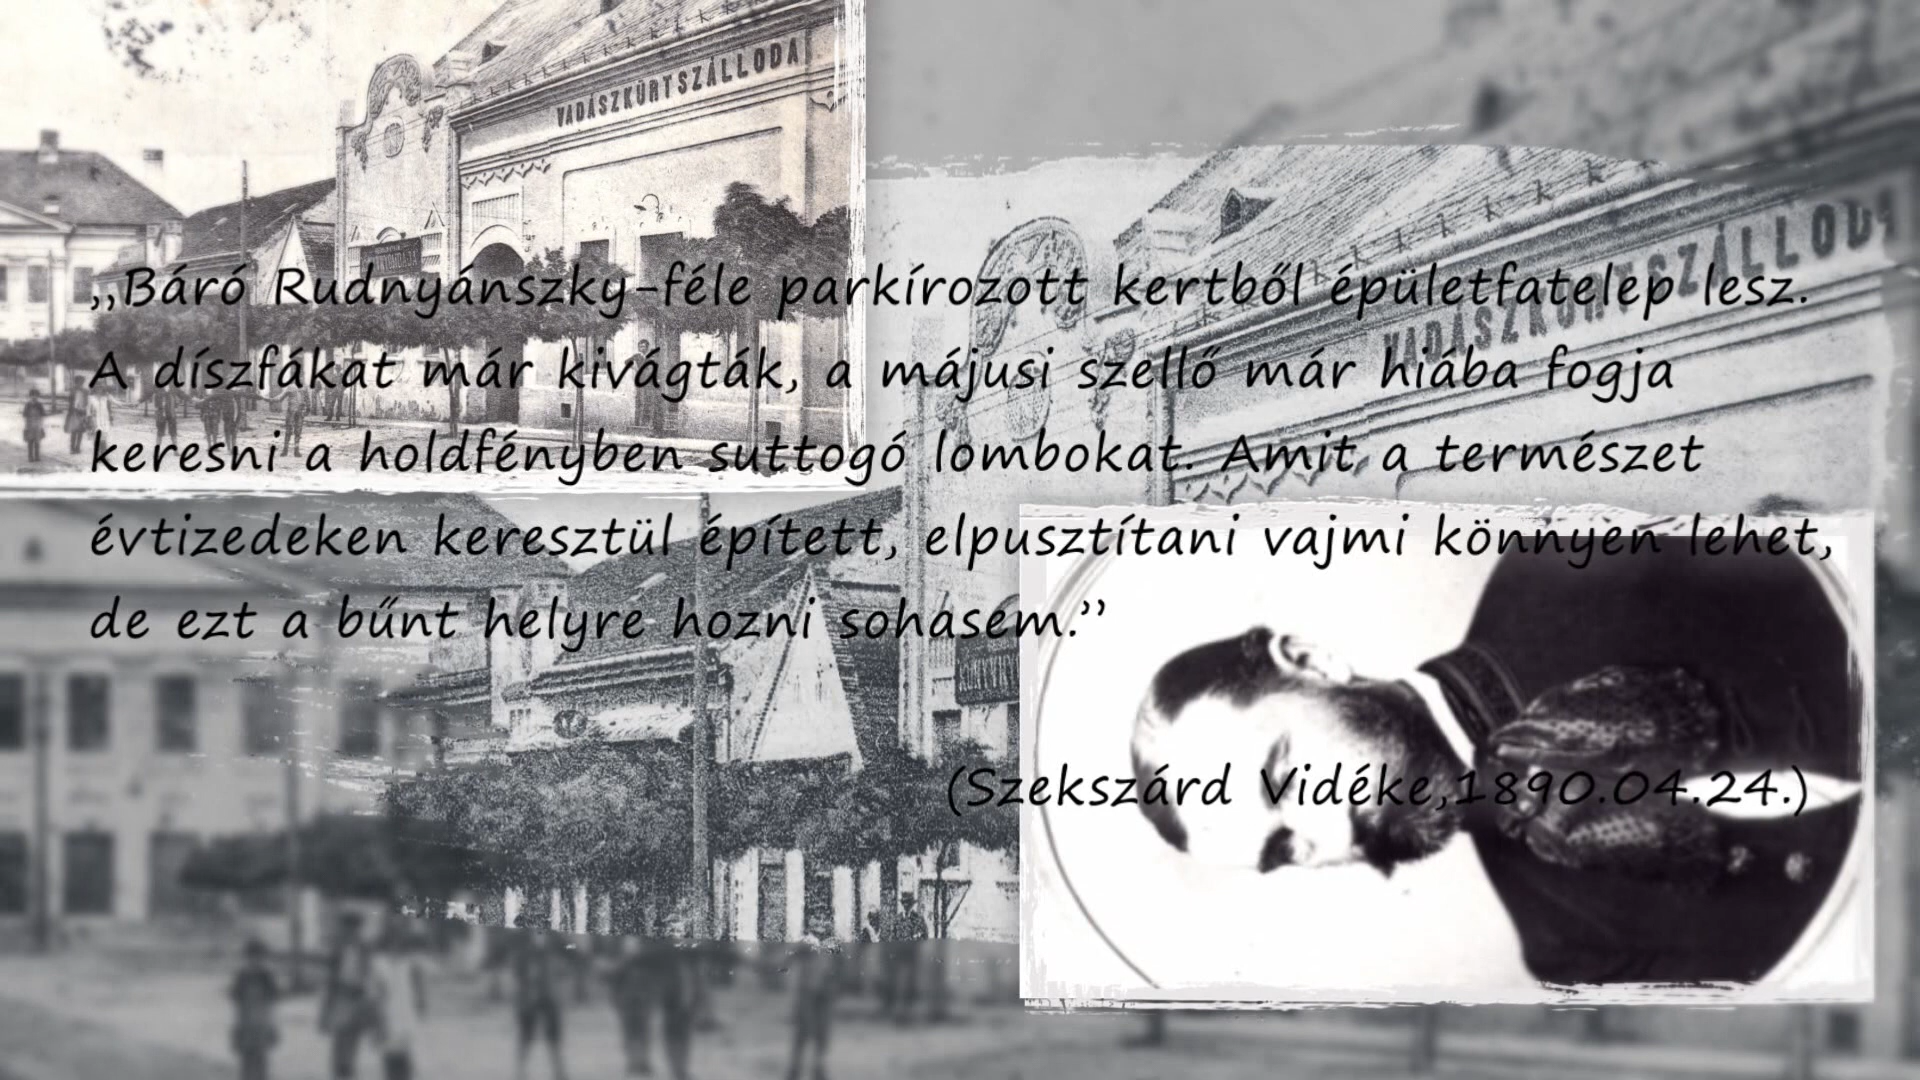 VADÁSZKÜRT SZÁLLODA
„Báró Rudnyánszky-féle parkírozott kertből épületfatelep lesz.
A díszfákat már kivágták, a májusi szellő már hiába fogja
keresni a holdfényben suttogó lombokat. Amit a természet
évtizedeken keresztül épített, elpusztítani vajmi könnyen lehet,
de ezt a bűnt helyre hozni sohasem.”
(Szekszárd Vidéke,1890.04.24.)